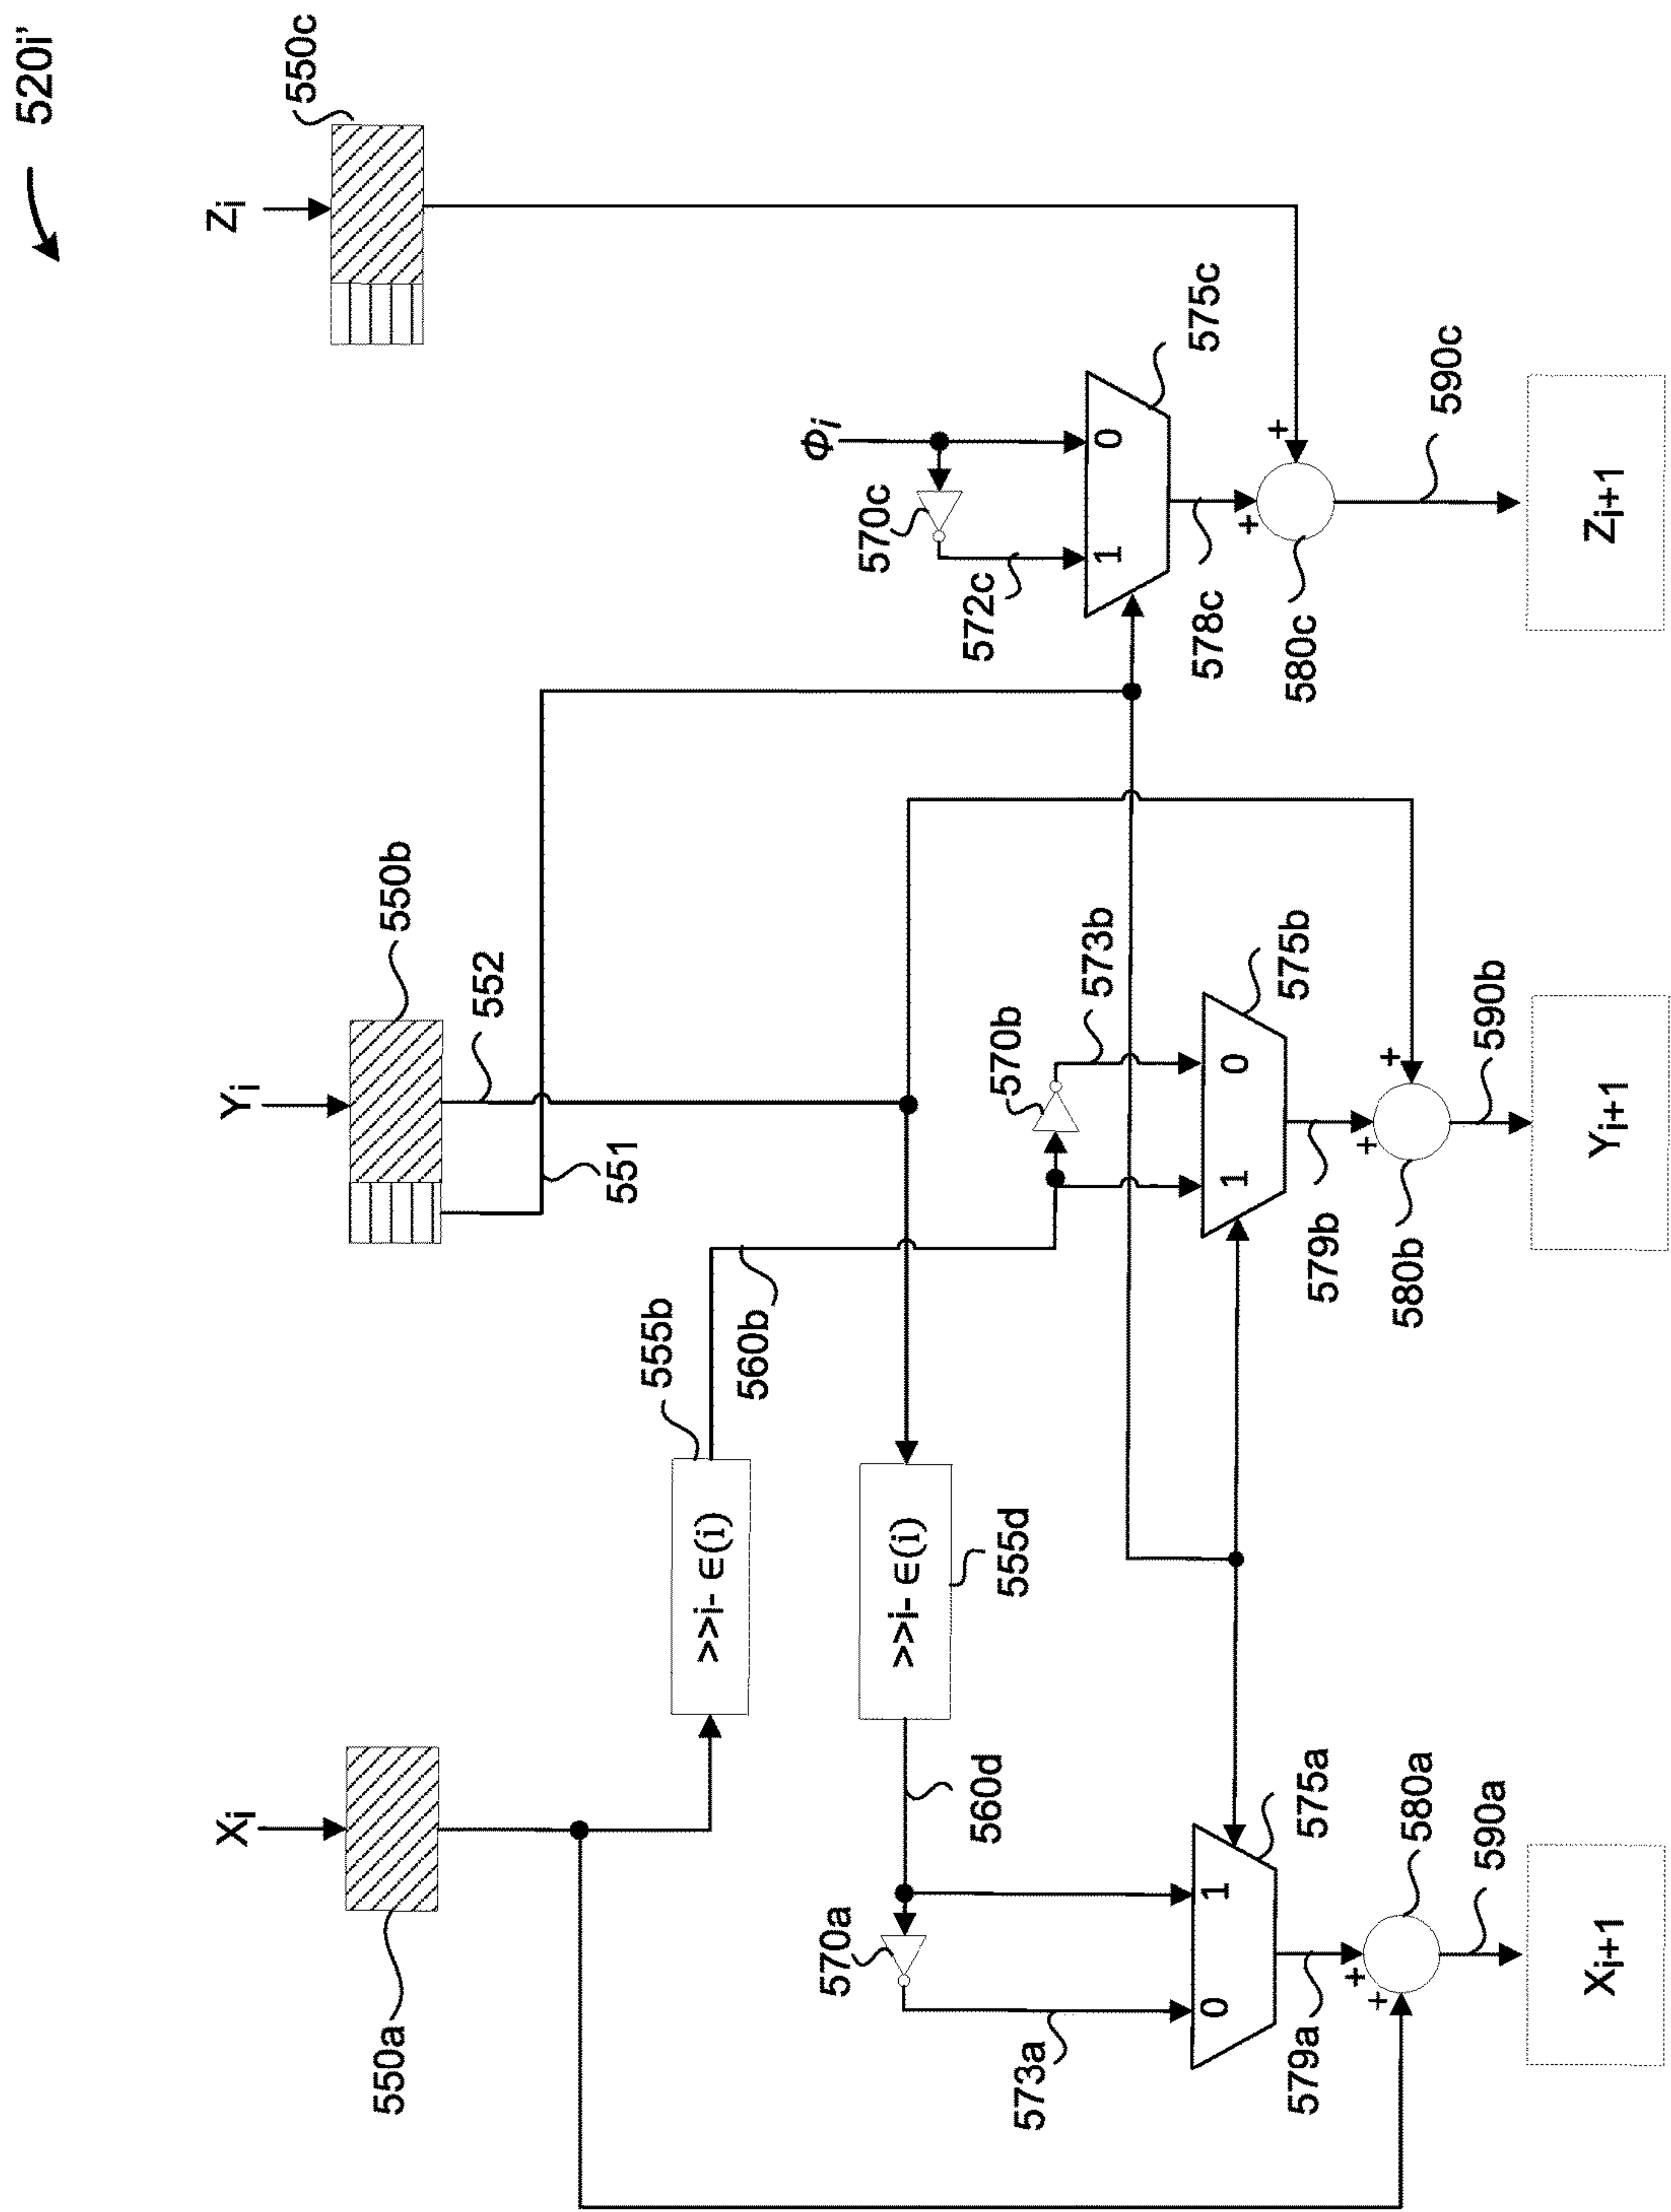 520i'
Xi
Yi
Zi
550a
550b
550c
552
551
555b
>>i- ∈(i)
560b
>>i- ∈(i)
555d
560d
570a
573a
570b
573b
Φi
570c
572c
0
1
575a
1
0
575b
1
0
575c
579a
579b
578c
+
+
580a
+
+
580b
+
+
580c
590a
590b
590c
Xi+1
Yi+1
Zi+1